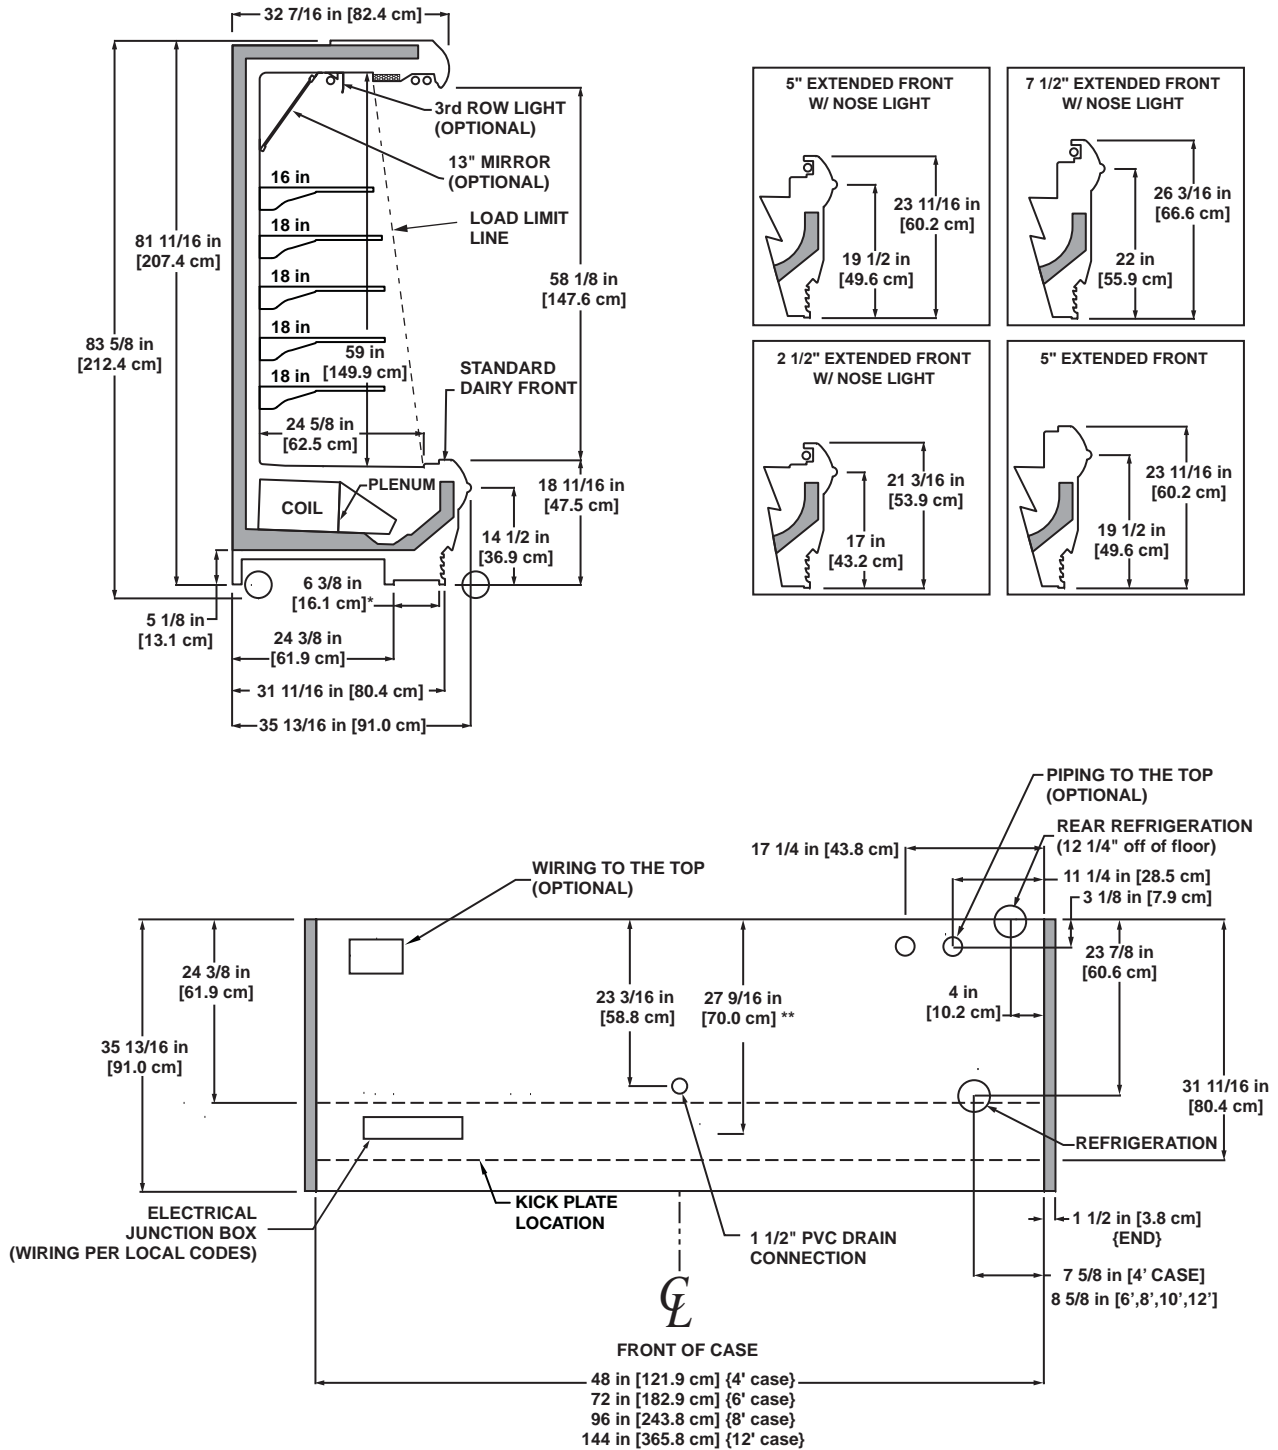 32 7/16 in [82.4 cm]
3rd ROW LIGHT
(OPTIONAL)
13" MIRROR
(OPTIONAL)
16 in
LOAD LIMIT
LINE
18 in
81 11/16 in
[207.4 cm]
18 in
58 1/8 in
[147.6 cm]
18 in
83 5/8 in
[212.4 cm]
59 in
[149.9 cm]
STANDARD
DAIRY FRONT
18 in
24 5/8 in
[62.5 cm]
PLENUM
COIL
18 11/16 in
[47.5 cm]
14 1/2 in
[36.9 cm]
6 3/8 in
[16.1 cm]*
5 1/8 in
[13.1 cm]
24 3/8 in
[61.9 cm]
31 11/16 in [80.4 cm]
35 13/16 in [91.0 cm]
5" EXTENDED FRONT
W/ NOSE LIGHT
23 11/16 in
[60.2 cm]
19 1/2 in
[49.6 cm]
7 1/2" EXTENDED FRONT
W/ NOSE LIGHT
26 3/16 in
[66.6 cm]
22 in
[55.9 cm]
2 1/2" EXTENDED FRONT
W/ NOSE LIGHT
21 3/16 in
[53.9 cm]
17 in
[43.2 cm]
5" EXTENDED FRONT
23 11/16 in
[60.2 cm]
19 1/2 in
[49.6 cm]
PIPING TO THE TOP
(OPTIONAL)
REAR REFRIGERATION
(12 1/4" off of floor)
17 1/4 in [43.8 cm]
WIRING TO THE TOP
(OPTIONAL)
11 1/4 in [28.5 cm]
3 1/8 in [7.9 cm]
24 3/8 in
[61.9 cm]
23 3/16 in
[58.8 cm]
27 9/16 in
[70.0 cm] **
4 in
[10.2 cm]
23 7/8 in
[60.6 cm]
35 13/16 in
[91.0 cm]
31 11/16 in
[80.4 cm]
REFRIGERATION
KICK PLATE
LOCATION
ELECTRICAL
JUNCTION BOX
(WIRING PER LOCAL CODES)
1 1/2" PVC DRAIN
CONNECTION
1 1/2 in [3.8 cm]
{END}
7 5/8 in [4’ CASE]
8 5/8 in [6’,8’,10’,12’]
CL
FRONT OF CASE
48 in [121.9 cm] {4' case}
72 in [182.9 cm] {6' case}
96 in [243.8 cm] {8' case}
144 in [365.8 cm] {12' case}